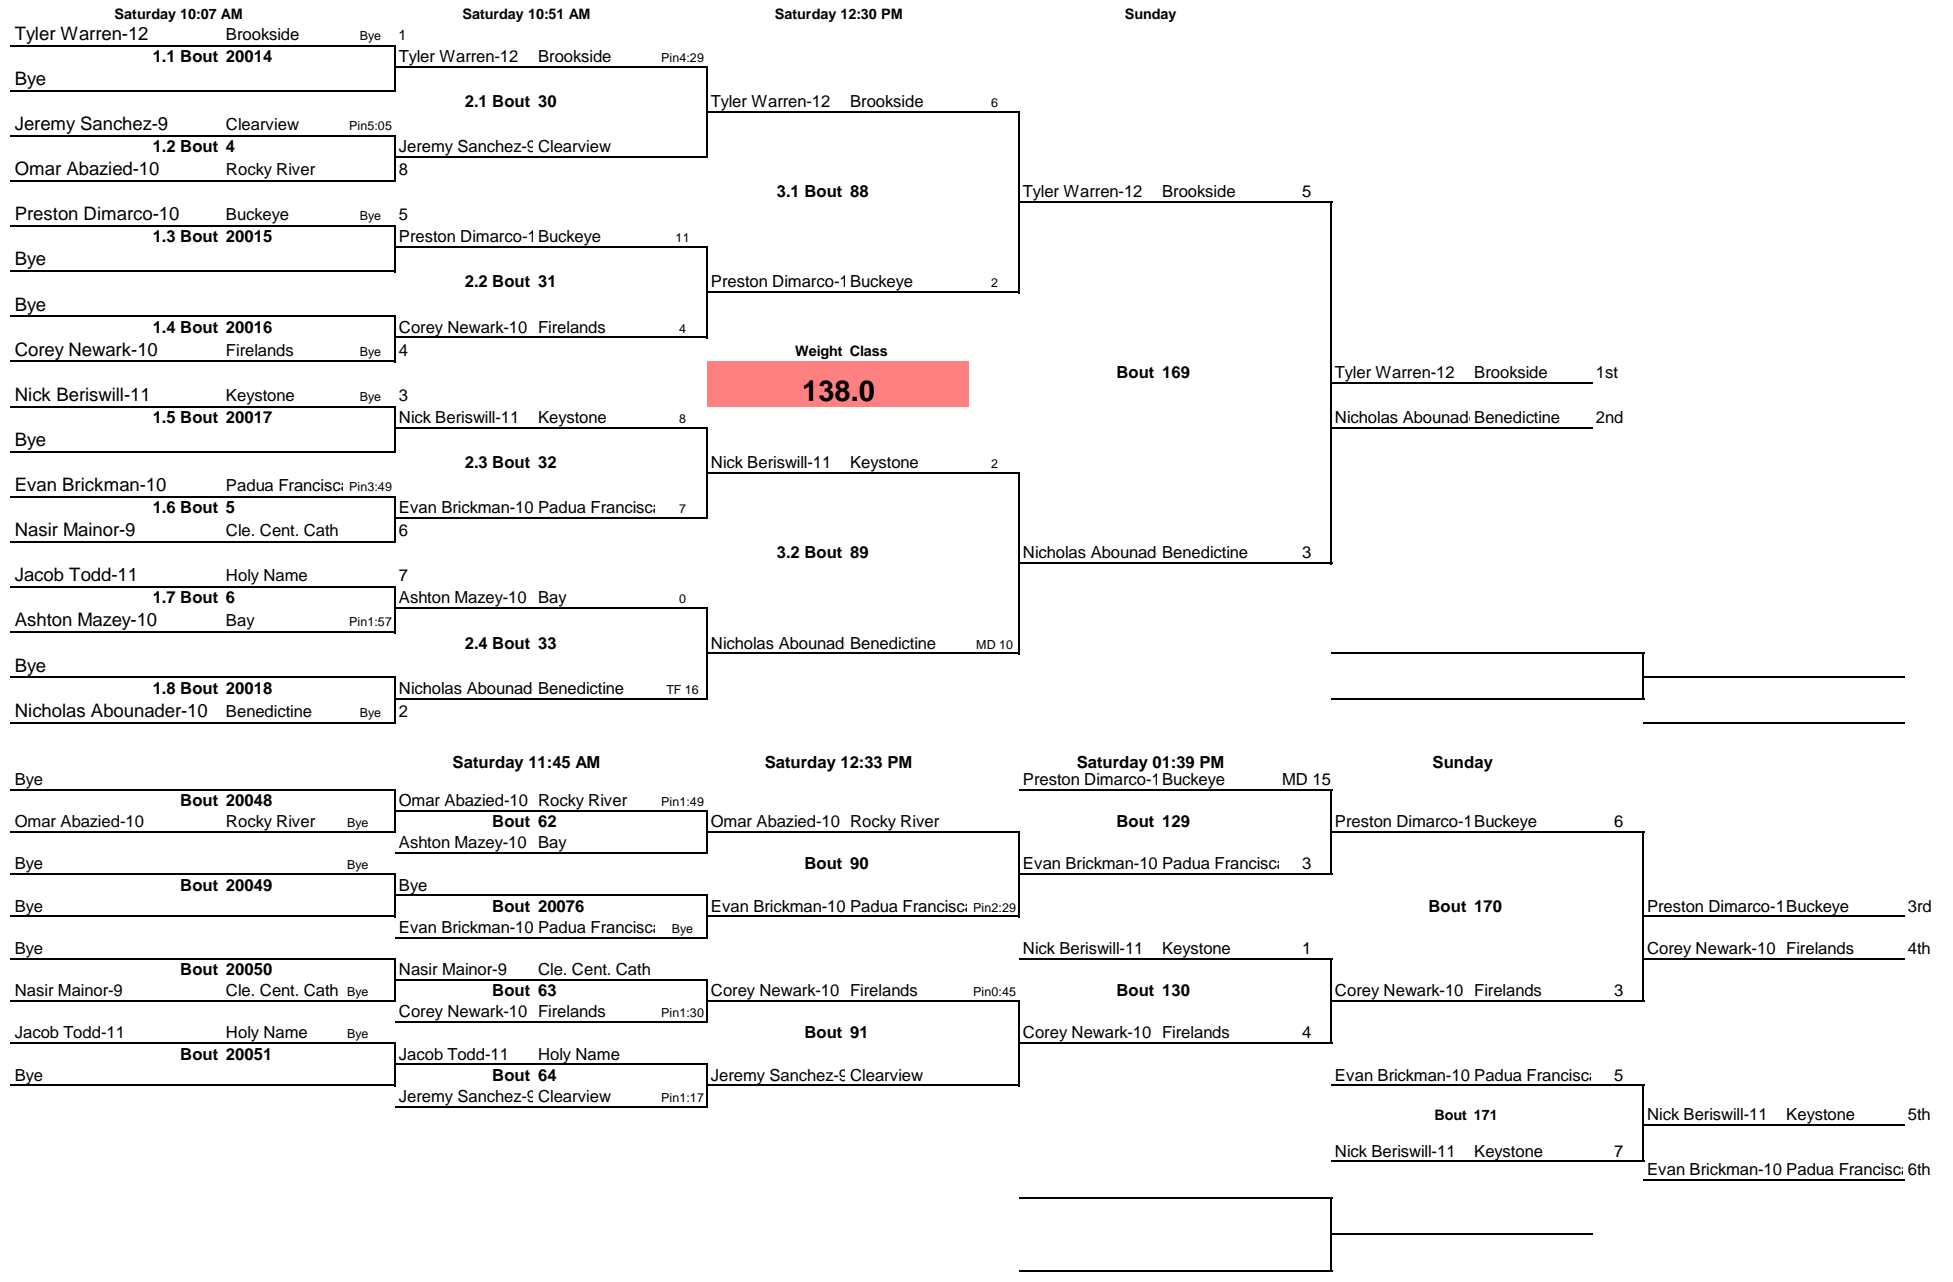 Saturday 10:07 AM Saturday 10:51 AM Saturday 12:30 PM Sunday
Tyler Warren-12 Brookside Bye 1
1.1 Bout 20014 Tyler Warren-12 Brookside Pin4:29
Bye
2.1 Bout 30 Tyler Warren-12 Brookside 6
Jeremy Sanchez-9 Clearview Pin5:05
1.2 Bout 4 Jeremy Sanchez-9 Clearview
Omar Abazied-10 Rocky River 8
3.1 Bout 88 Tyler Warren-12 Brookside 5
Preston Dimarco-10 Buckeye Bye 5
1.3 Bout 20015 Preston Dimarco-1 Buckeye 11
Bye
2.2 Bout 31 Preston Dimarco-1 Buckeye 2
Bye
1.4 Bout 20016 Corey Newark-10 Firelands 4
Corey Newark-10 Firelands Bye 4 Weight Class
Bout 169 Tyler Warren-12 Brookside 1st
Nick Beriswill-11 Keystone Bye 3 138.0
1.5 Bout 20017 Nick Beriswill-11 Keystone 8 Nicholas Abounad Benedictine 2nd
Bye
2.3 Bout 32 Nick Beriswill-11 Keystone 2
Evan Brickman-10 Padua Francisc Pin3:49
1.6 Bout 5 Evan Brickman-10 Padua Francisc 7
Nasir Mainor-9 Cle. Cent. Cath 6
3.2 Bout 89 Nicholas Abounad Benedictine 3
Jacob Todd-11 Holy Name 7
1.7 Bout 6 Ashton Mazey-10 Bay 0
Ashton Mazey-10 Bay Pin1:57
2.4 Bout 33 Nicholas Abounad Benedictine MD 10
Bye
1.8 Bout 20018 Nicholas Abounad Benedictine TF 16
Nicholas Abounader-10 Benedictine Bye 2
Saturday 11:45 AM Saturday 12:33 PM Saturday 01:39 PM Sunday
Bye Preston Dimarco-1 Buckeye MD 15
Bout 20048 Omar Abazied-10 Rocky River Pin1:49
Omar Abazied-10 Rocky River Bye Bout 62 Omar Abazied-10 Rocky River Bout 129 Preston Dimarco-1 Buckeye 6
Ashton Mazey-10 Bay
Bye Bye Bout 90 Evan Brickman-10 Padua Francisc 3
Bout 20049 Bye
Bye Bout 20076 Evan Brickman-10 Padua Francisc Pin2:29 Bout 170 Preston Dimarco-1 Buckeye 3rd
Evan Brickman-10 Padua Francisc Bye
Bye Nick Beriswill-11 Keystone 1 Corey Newark-10 Firelands 4th
Bout 20050 Nasir Mainor-9 Cle. Cent. Cath
Nasir Mainor-9 Cle. Cent. Cath Bye Bout 63 Corey Newark-10 Firelands Pin0:45 Bout 130 Corey Newark-10 Firelands 3
Corey Newark-10 Firelands Pin1:30
Jacob Todd-11 Holy Name Bye Bout 91 Corey Newark-10 Firelands 4
Bout 20051 Jacob Todd-11 Holy Name
Bye Bout 64 Jeremy Sanchez-9 Clearview Evan Brickman-10 Padua Francisc 5
Jeremy Sanchez-9 Clearview Pin1:17
Bout 171 Nick Beriswill-11 Keystone 5th
Nick Beriswill-11 Keystone 7
Evan Brickman-10 Padua Francisc 6th